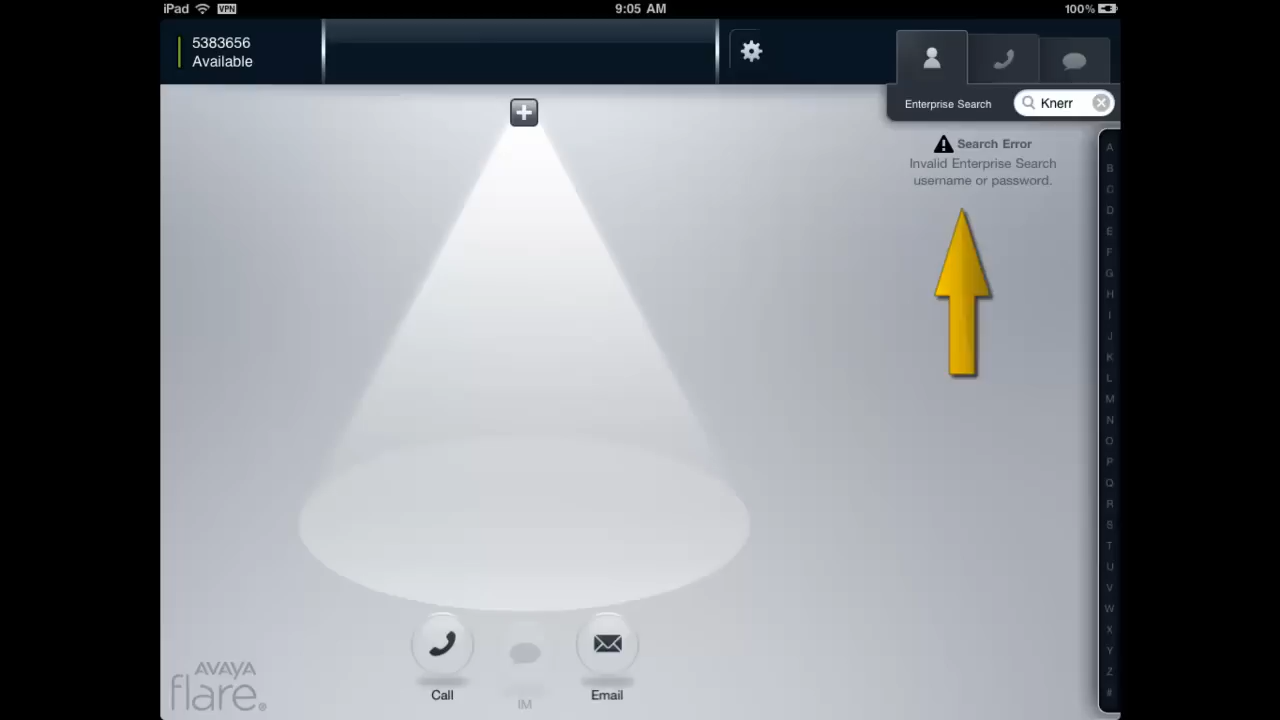 iPad VPN 9:05 AM 100%
5383656
Available
Enterprise Search Knerr
Search Error
Invalid Enterprise Search
username or password.
A
B
C
D
E
F
G
H
I
J
K
L
M
N
O
P
Q
R
S
T
U
V
W
X
Y
Z
#
AVAYA
flare®
Call
IM
Email